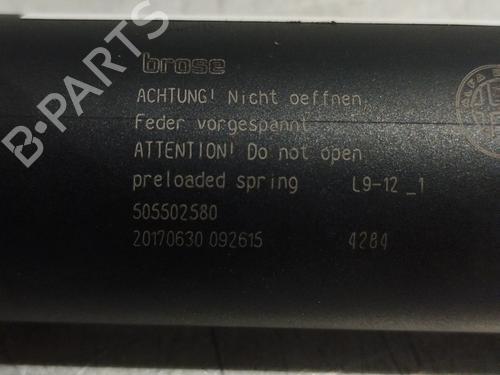 brose
ACHTUNG! Nicht oeffnen,
Feder vorgespannt
ATTENTION! Do not open
preloaded spring L9-12_1
505502580
20170630 092615 4284
B-PARTS